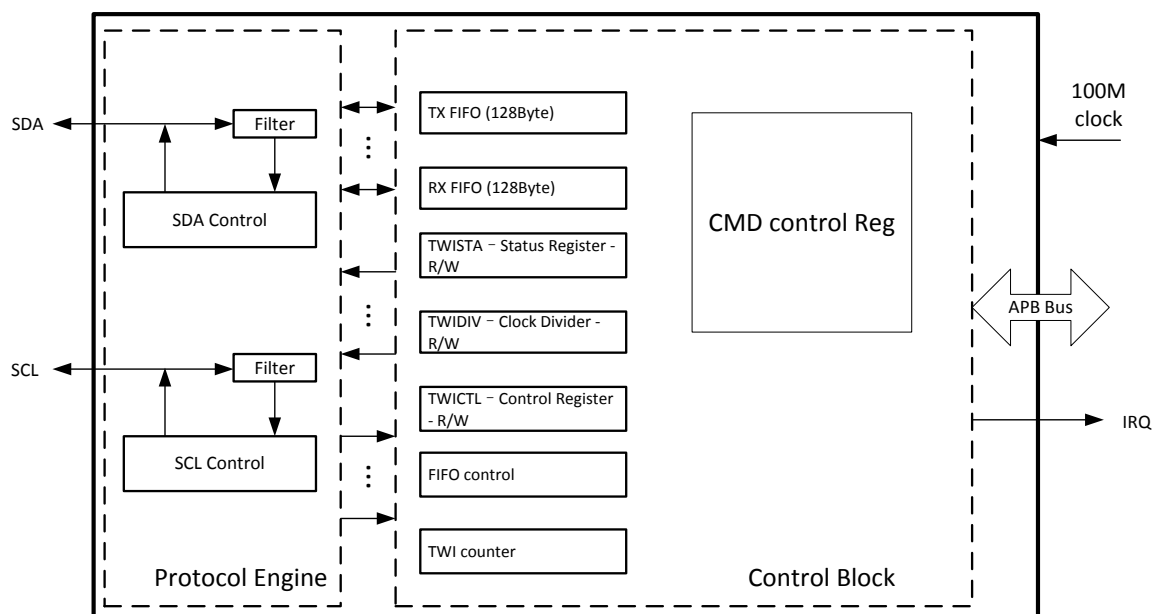 SDA
Filter
SDA Control
SCL
Filter
SCL Control
Protocol Engine
⋮
⋮
⋮
TX FIFO (128Byte)
RX FIFO (128Byte)
TWISTA – Status Register -
R/W
TWIDIV – Clock Divider -
R/W
TWICTL – Control Register
- R/W
FIFO control
TWI counter
CMD control Reg
Control Block
100M
clock
APB Bus
IRQ